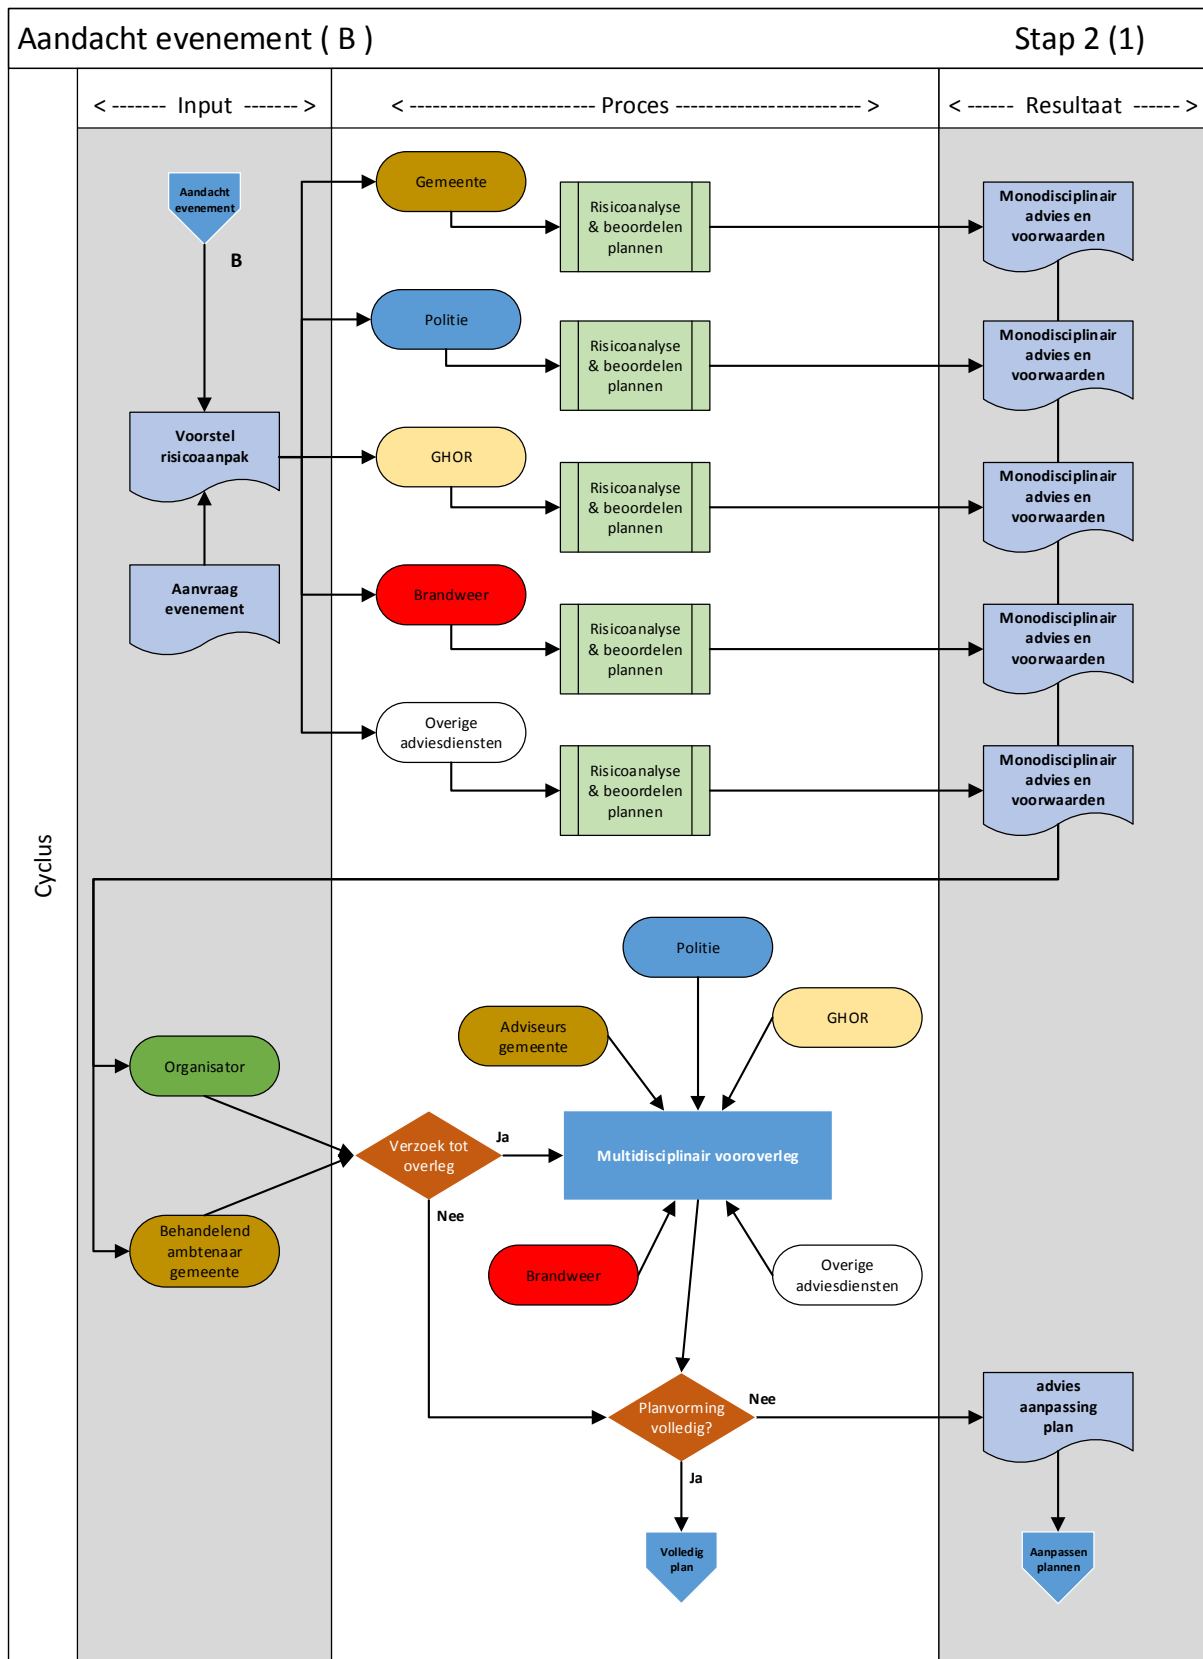 Aandacht evenement ( B )
Stap 2 (1)
< ------- Input ------- >
< ----------------------- Proces ----------------------- >
< ------ Resultaat ------ >
Cyclus
Aandacht
evenement
B
Voorstel
risicoaanpak
Aanvraag
evenement
Gemeente
Risicoanalyse
& beoordelen
plannen
Monodisciplinair
advies en
voorwaarden
Politie
Risicoanalyse
& beoordelen
plannen
Monodisciplinair
advies en
voorwaarden
GHOR
Risicoanalyse
& beoordelen
plannen
Monodisciplinair
advies en
voorwaarden
Brandweer
Risicoanalyse
& beoordelen
plannen
Monodisciplinair
advies en
voorwaarden
Overige
adviesdiensten
Risicoanalyse
& beoordelen
plannen
Monodisciplinair
advies en
voorwaarden
Politie
Adviseurs
gemeente
GHOR
Organisator
Verzoek tot
overleg
Ja
Multidisciplinair vooroverleg
Nee
Behandelend
ambtenaar
gemeente
Brandweer
Overige
adviesdiensten
Planvorming
volledig?
Nee
advies
aanpassing
plan
Ja
Volledig
plan
Aanpassen
plannen